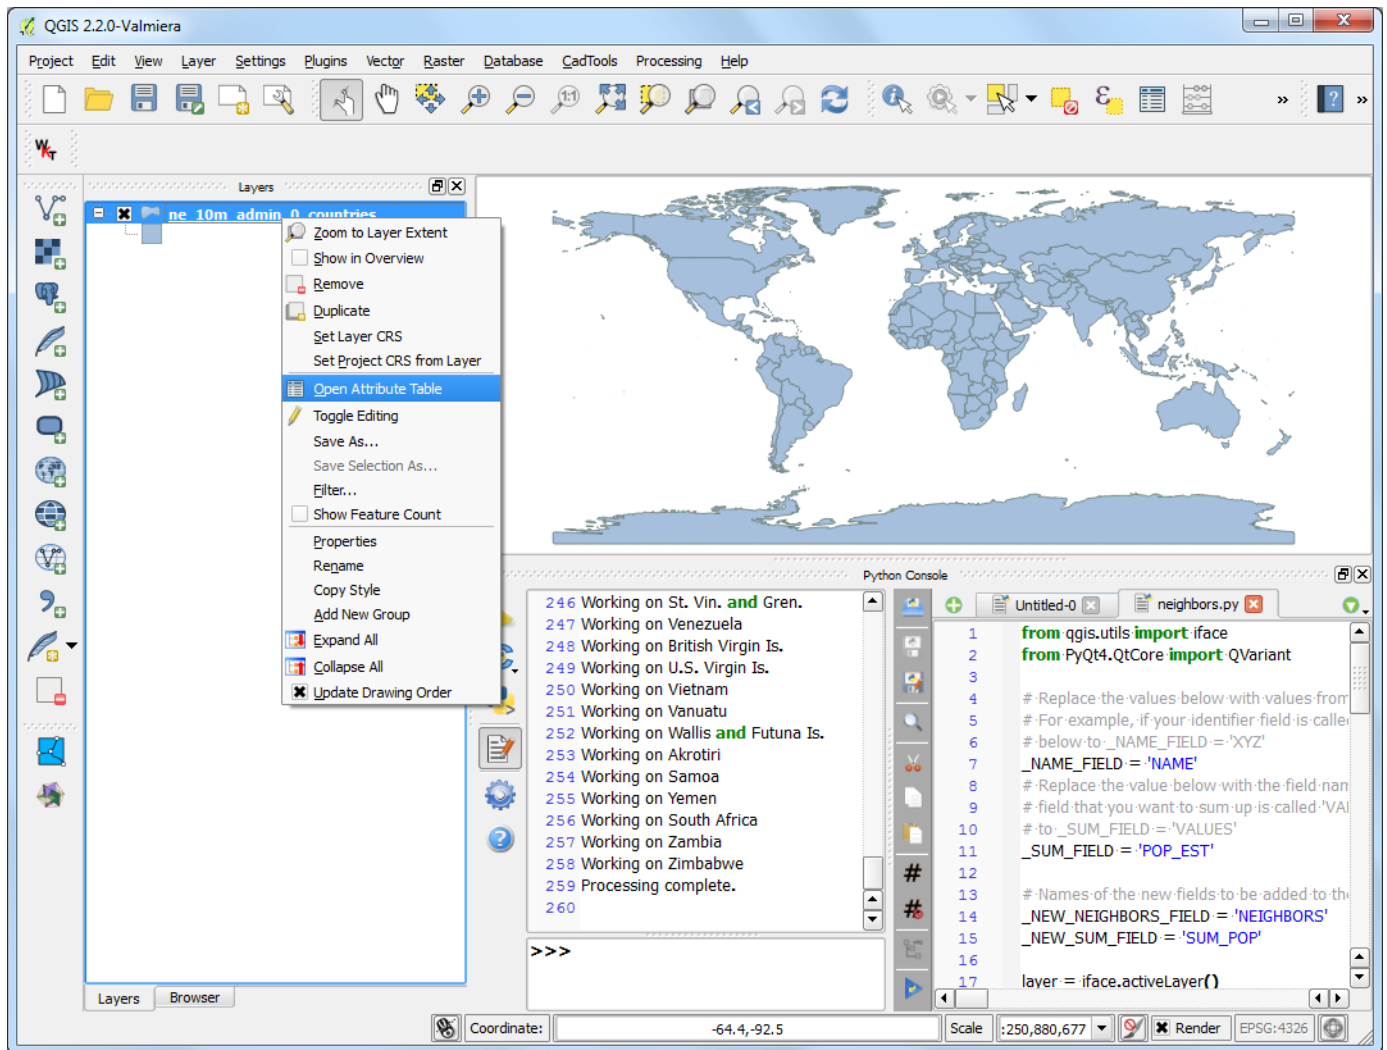 QGIS 2.2.0-Valmiera
Project Edit View Layer Settings Plugins Vector Raster Database CadTools Processing Help
1:1
WKT
Layers
ne_10m_admin_0_countries
Zoom to Layer Extent
Show in Overview
Remove
Duplicate
Set Layer CRS
Set Project CRS from Layer
Open Attribute Table
Toggle Editing
Save As...
Save Selection As...
Filter...
Show Feature Count
Properties
Rename
Copy Style
Add New Group
Expand All
Collapse All
Update Drawing Order
Layers Browser
Python Console
246 Working on St. Vin. and Gren.
247 Working on Venezuela
248 Working on British Virgin Is.
249 Working on U.S. Virgin Is.
250 Working on Vietnam
251 Working on Vanuatu
252 Working on Wallis and Futuna Is.
253 Working on Akrotiri
254 Working on Samoa
255 Working on Yemen
256 Working on South Africa
257 Working on Zambia
258 Working on Zimbabwe
259 Processing complete.
260
>>>
Untitled-0 neighbors.py
1 from qgis.utils import iface
2 from PyQt4.QtCore import QVariant
3
4 # Replace the values below with values from
5 # For example, if your identifier field is calle
6 # below to _NAME_FIELD = 'XYZ'
7 _NAME_FIELD = 'NAME'
8 # Replace the value below with the field nam
9 # field that you want to sum up is called 'VAL
10 # to _SUM_FIELD = 'VALUES'
11 _SUM_FIELD = 'POP_EST'
12
13 # Names of the new fields to be added to the
14 _NEW_NEIGHBORS_FIELD = 'NEIGHBORS'
15 _NEW_SUM_FIELD = 'SUM_POP'
16
17 layer = iface.activeLayer()
Coordinate: -64.4,-92.5 Scale :250,880,677 Render EPSG:4326